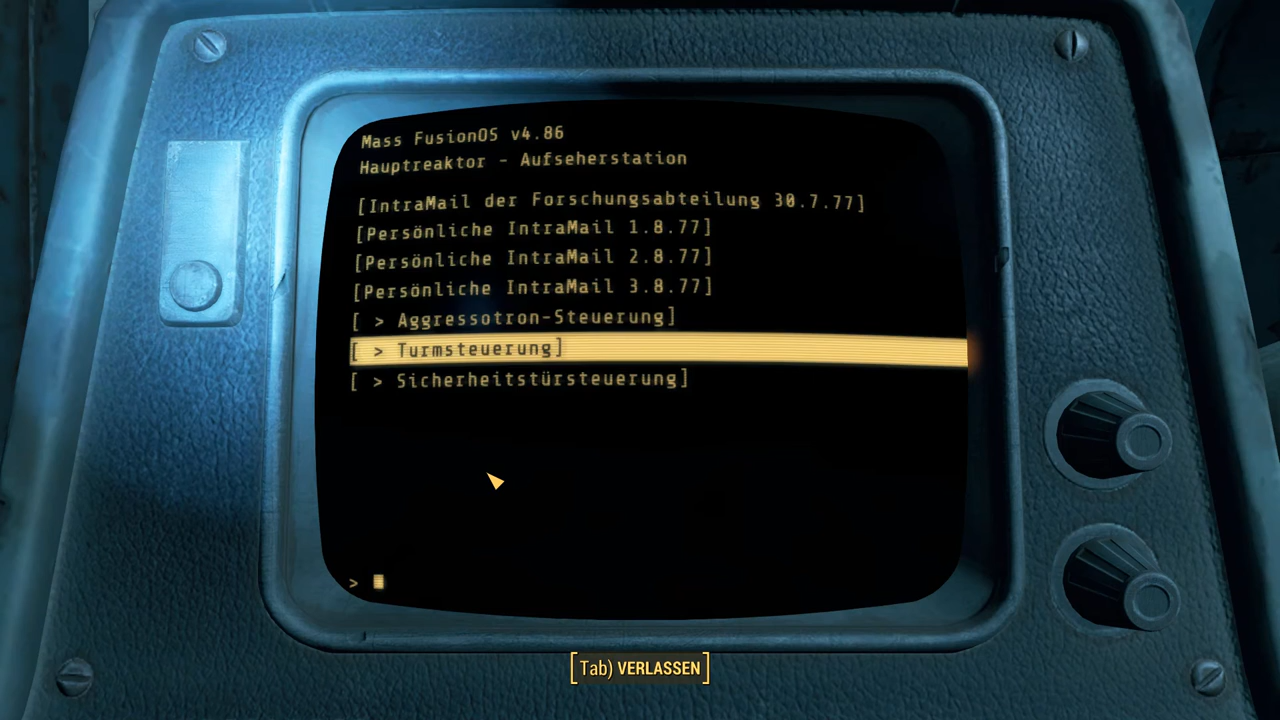 Mass FusionOS v4.86
Hauptreaktor - Aufseherstation
[IntraMail der Forschungsabteilung 30.7.77]
[Persönliche IntraMail 1.8.77]
[Persönliche IntraMail 2.8.77]
[Persönliche IntraMail 3.8.77]
[ > Aggressotron-Steuerung]
[ > Turmsteuerung]
[ > Sicherheitstürsteuerung]
>
[Tab) VERLASSEN]